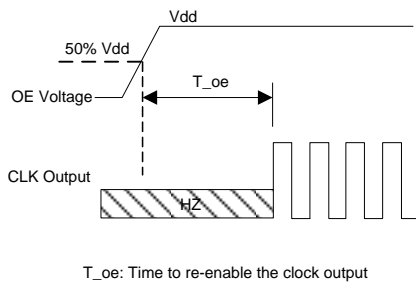 Vdd
50% Vdd
T_oe
OE Voltage
CLK Output
HZ
T_oe: Time to re-enable the clock output